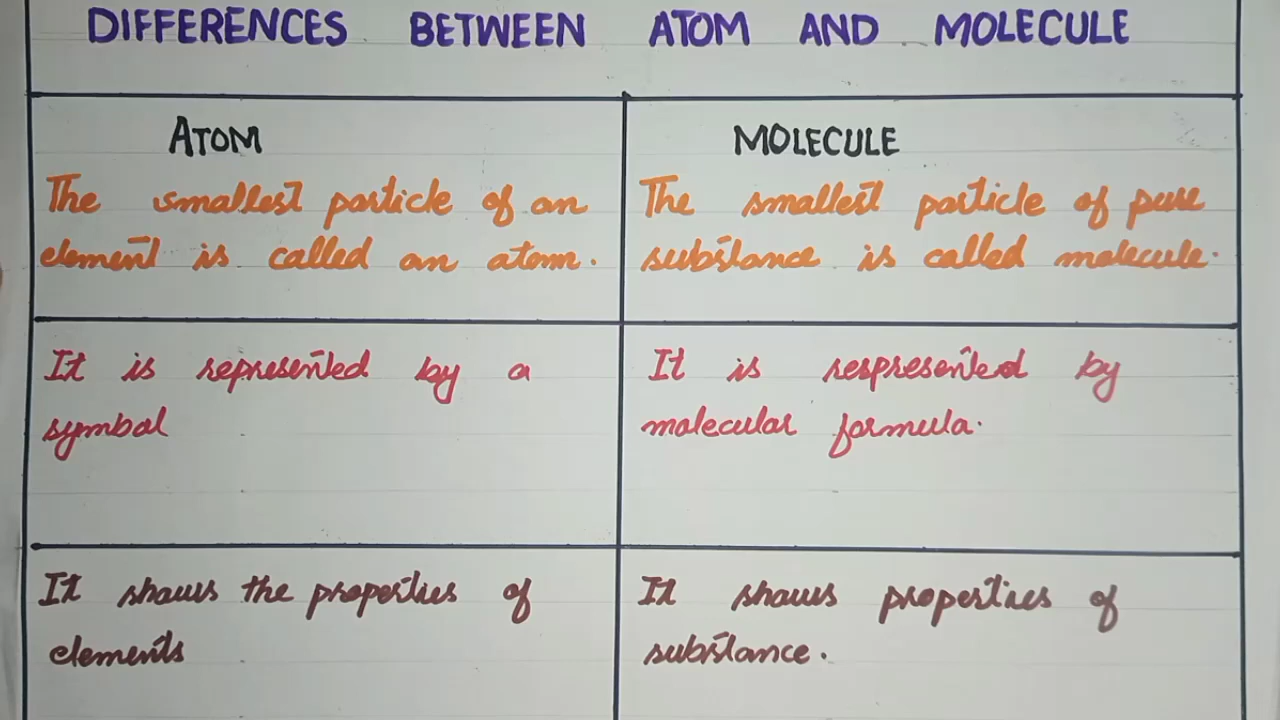 DIFFERENCES BETWEEN ATOM AND MOLECULE
ATOM
The smallest particle of an
element is called an atom.
MOLECULE
The smallest particle of pure
substance is called molecule.
It is represented by a
symbol
It is respresented by
molecular formula.
It shows the properties of
elements
It shows properties of
substance.